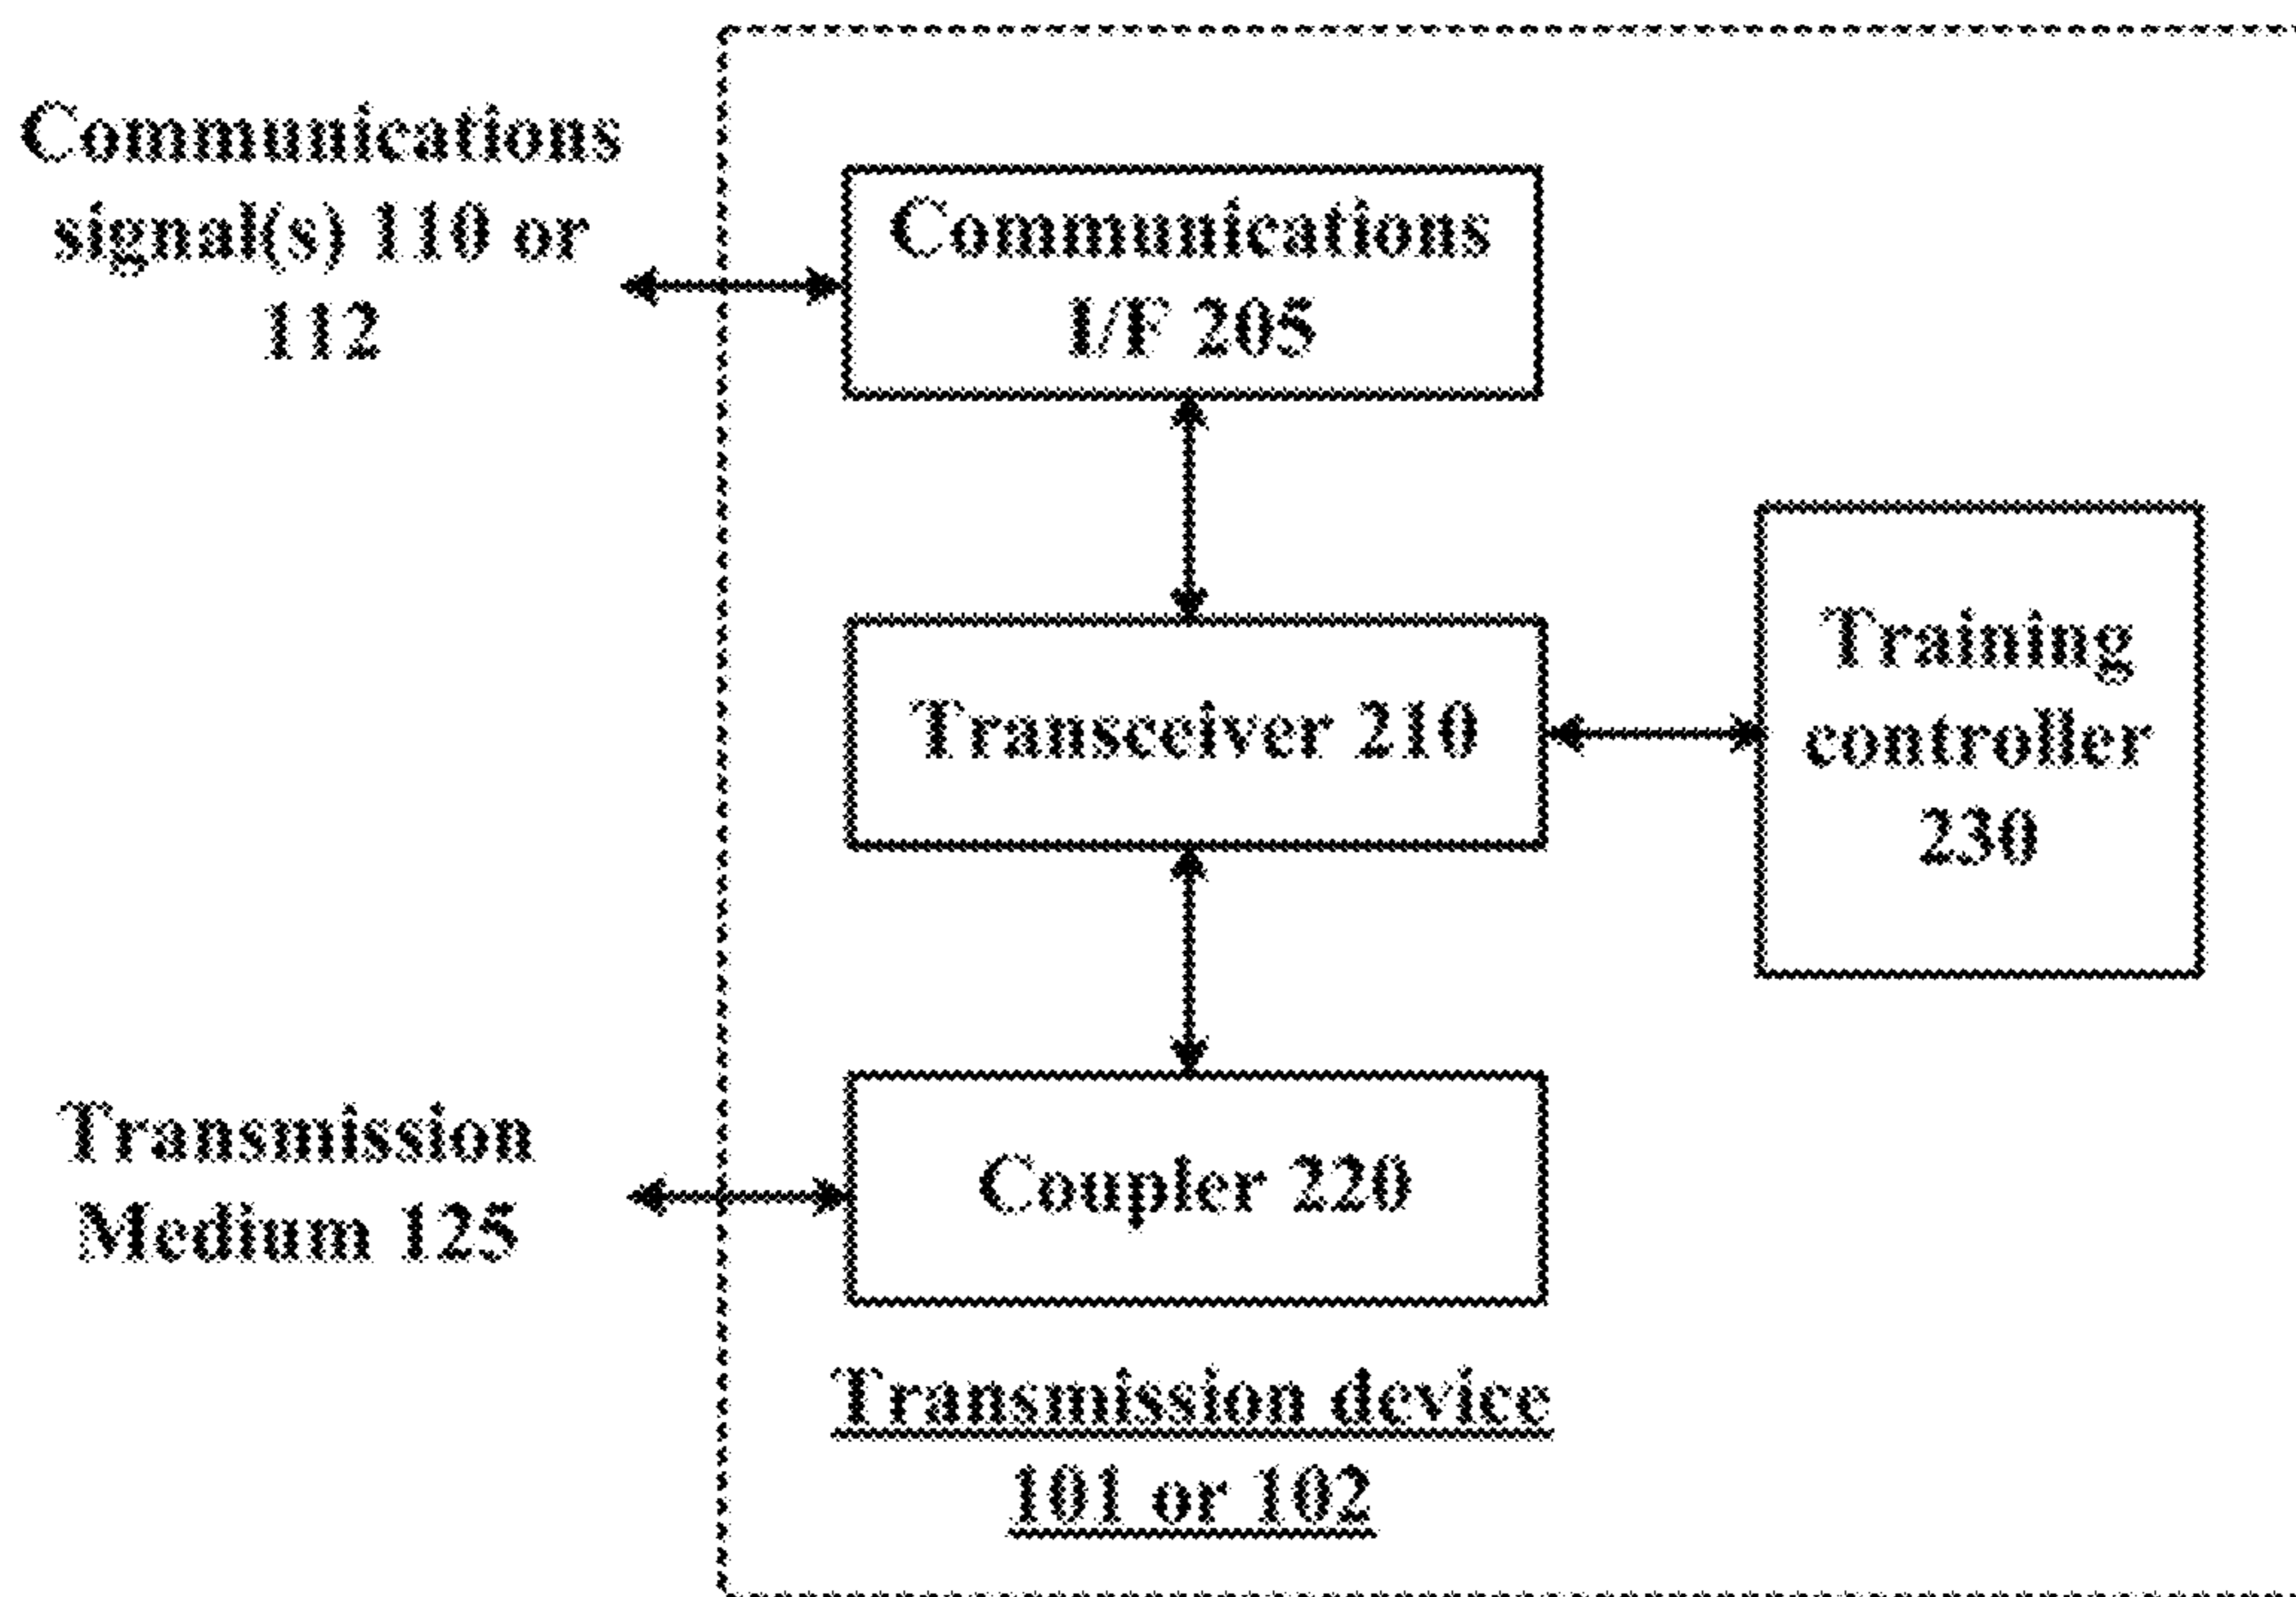 Communications
signal(s) 110 or
112
Communications
I/F 205
Transceiver 210
Training
controller
230
Transmission
Medium 125
Coupler 220
Transmission device
101 or 102